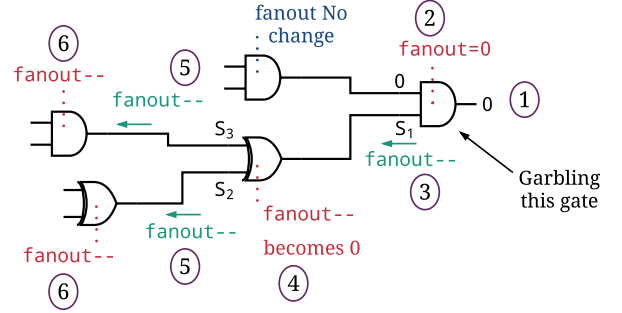 fanout No
change
2
fanout=0
6
fanout--
5
fanout--
0
0
1
S3
S1
fanout--
3
S2
Garbling
this gate
fanout--
fanout--
becomes 0
fanout--
5
4
6